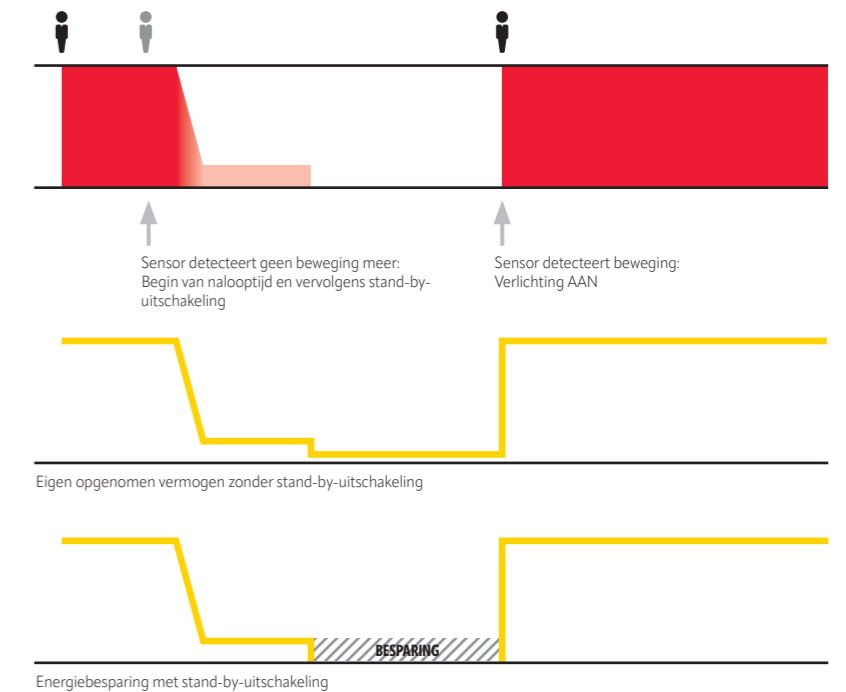 Sensor detecteert geen beweging meer:
Begin van nalooptijd en vervolgens stand-by-
uitschakeling
Sensor detecteert beweging:
Verlichting AAN
Eigen opgenomen vermogen zonder stand-by-uitschakeling
BESPARING
Energiebesparing met stand-by-uitschakeling